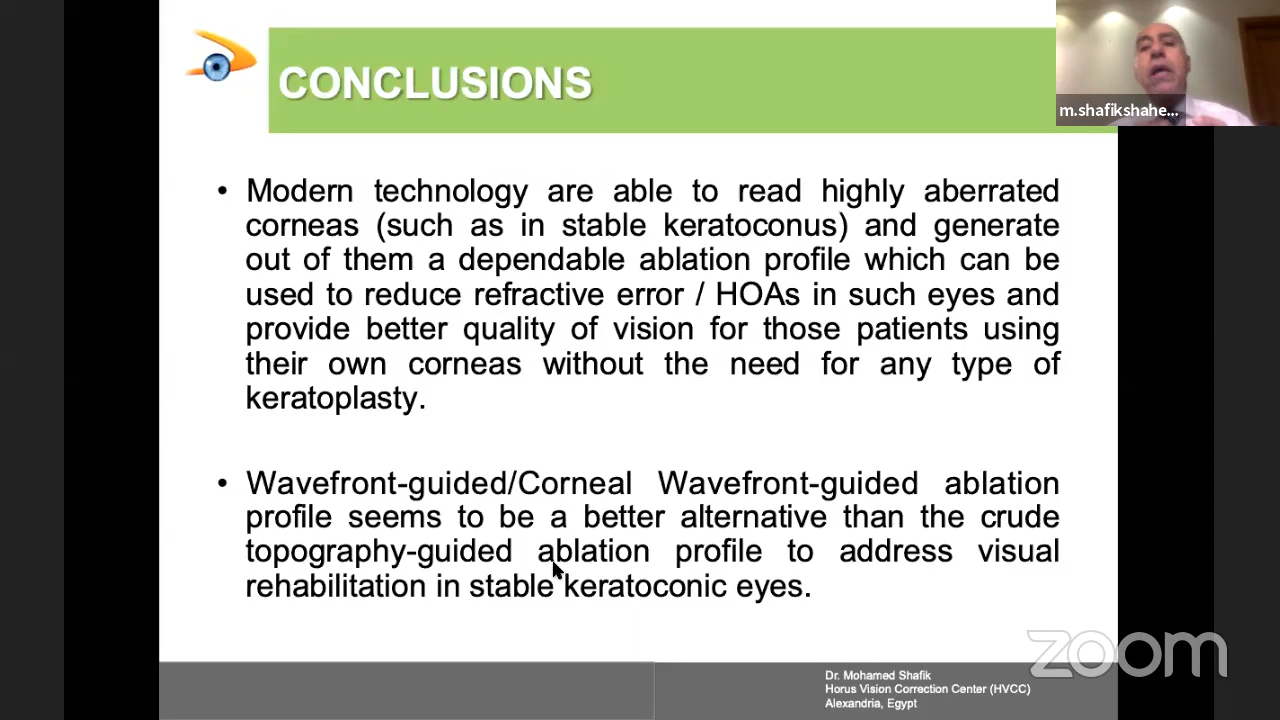 CONCLUSIONS
m.shafikshahe...
• Modern technology are able to read highly aberrated
corneas (such as in stable keratoconus) and generate
out of them a dependable ablation profile which can be
used to reduce refractive error / HOAs in such eyes and
provide better quality of vision for those patients using
their own corneas without the need for any type of
keratoplasty.
• Wavefront-guided/Corneal Wavefront-guided ablation
profile seems to be a better alternative than the crude
topography-guided ablation profile to address visual
rehabilitation in stable keratoconic eyes.
zoom
Dr. Mohamed Shafik
Horus Vision Correction Center (HVCC)
Alexandria, Egypt